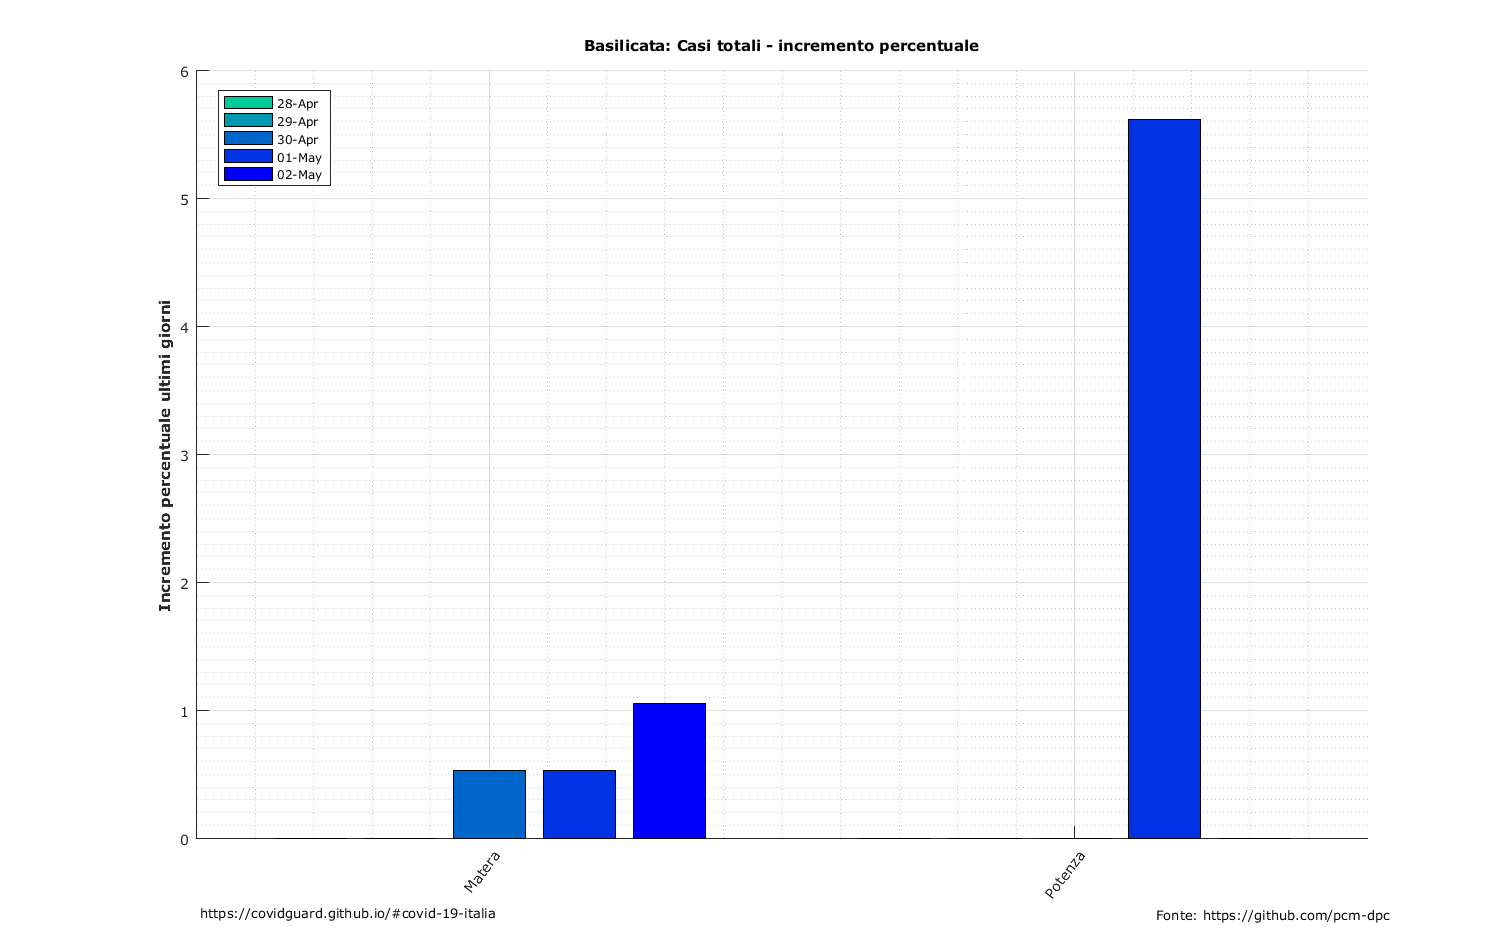 Basilicata: Casi totali - incremento percentuale
6
5
4
3
2
1
0
Incremento percentuale ultimi giorni
28-Apr
29-Apr
30-Apr
01-May
02-May
Matera
Potenza
https://covidguard.github.io/#covid-19-italia
Fonte: https://github.com/pcm-dpc